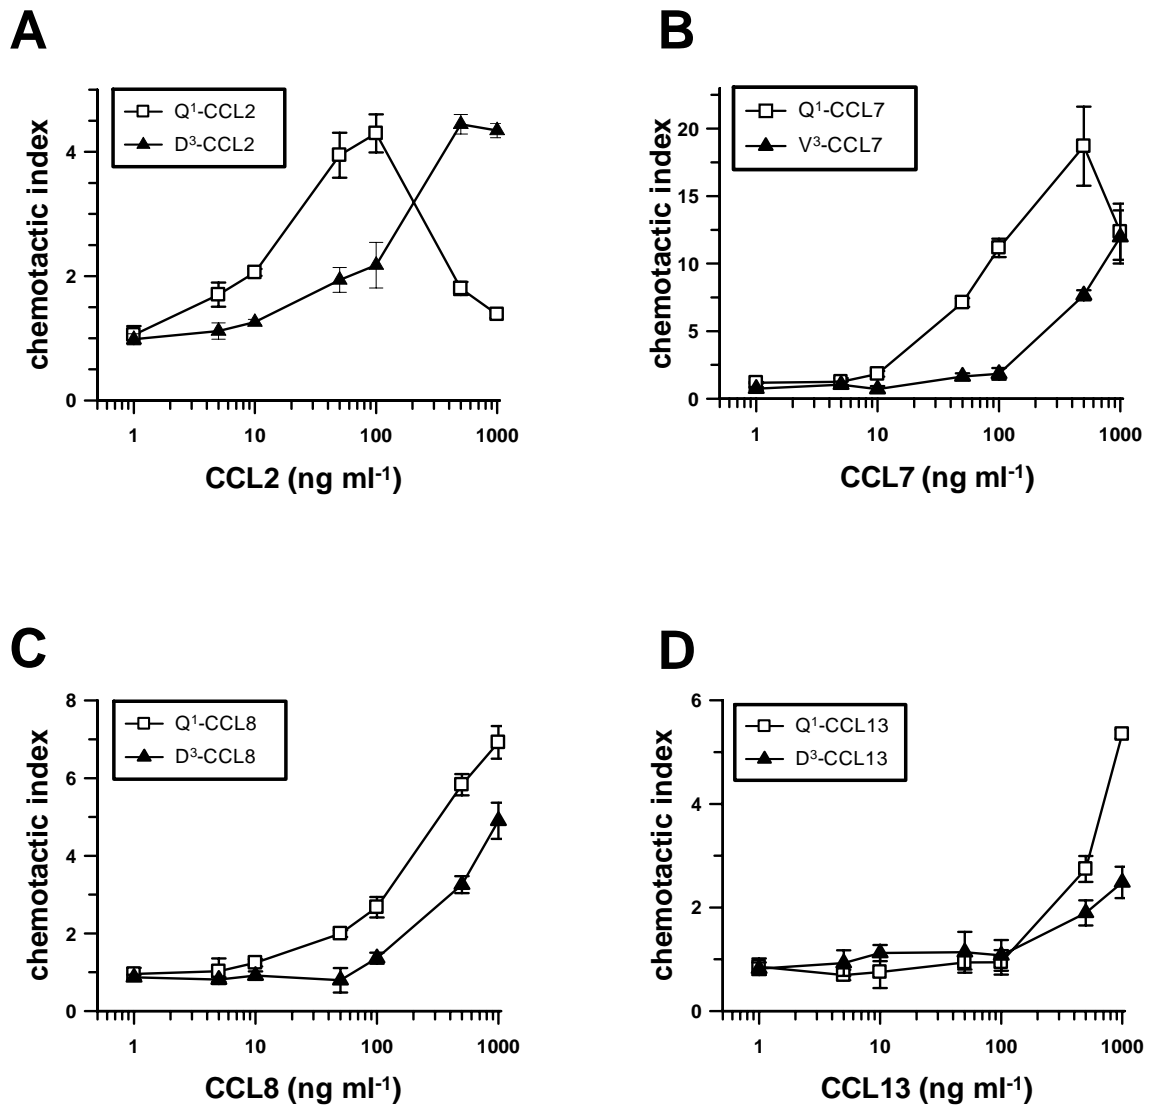 A
Q¹-CCL2
D³-CCL2
chemotactic index
4
2
0
1 10 100 1000
CCL2 (ng ml⁻¹)
B
Q¹-CCL7
V³-CCL7
chemotactic index
20
15
10
5
0
1 10 100 1000
CCL7 (ng ml⁻¹)
C
Q¹-CCL8
D³-CCL8
chemotactic index
8
6
4
2
0
1 10 100 1000
CCL8 (ng ml⁻¹)
D
Q¹-CCL13
D³-CCL13
chemotactic index
6
4
2
0
1 10 100 1000
CCL13 (ng ml⁻¹)